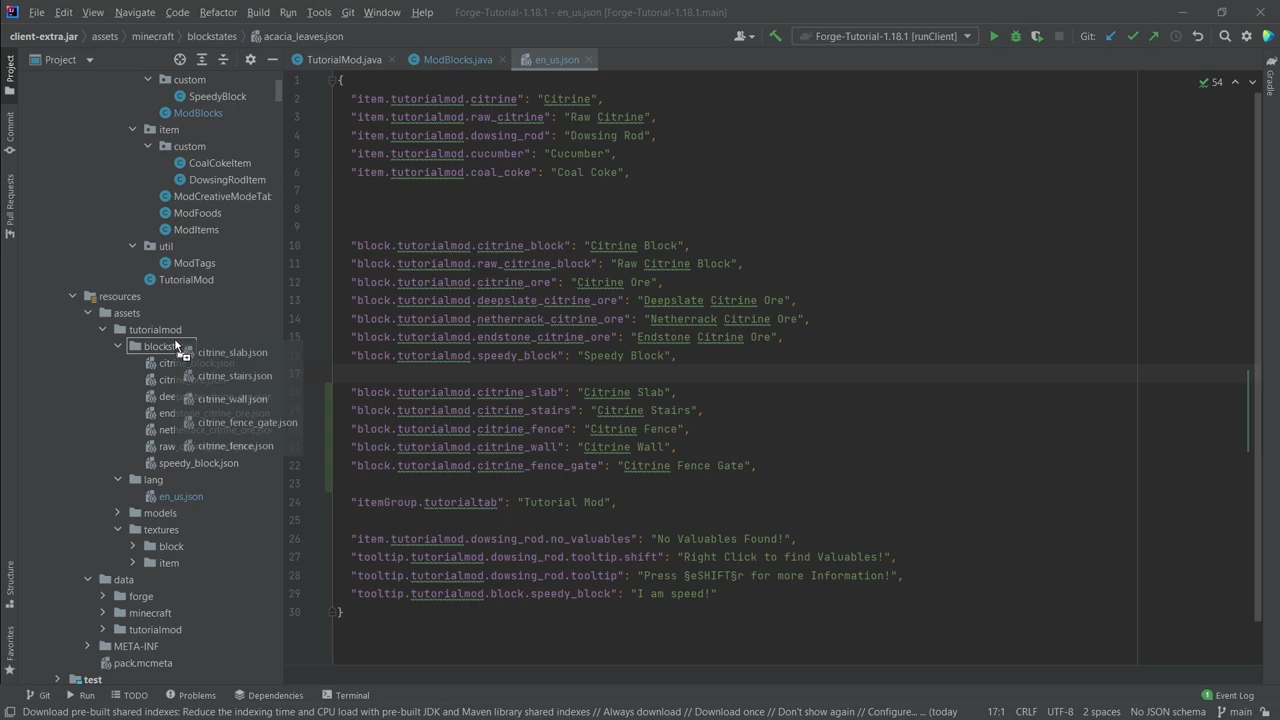 File Edit View Navigate Code Refactor Build Run Tools Git Window Help Forge-Tutorial-1.18.1 - en_us.json [Forge-Tutorial-1.18.1.main]
client-extra.jar assets minecraft blockstates acacia_leaves.json Forge-Tutorial-1.18.1 [runClient] Git:
Project
Commit
Pull Requests
Structure
Favorites
Project
custom
SpeedyBlock
ModBlocks
item
custom
CoalCokeItem
DowsingRodItem
ModCreativeModeTab
ModFoods
ModItems
util
ModTags
TutorialMod
resources
assets
tutorialmod
blockst
citrine_slab.json
citrine_stairs.json
citrine_wall.json
citrine_fence_gate.json
raw citrine_fence.json
speedy_block.json
lang
en_us.json
models
textures
block
item
data
forge
minecraft
tutorialmod
META-INF
pack.mcmeta
test
TutorialMod.java ModBlocks.java en_us.json
54
Gradle
1 {
2 "item.tutorialmod.citrine": "Citrine",
3 "item.tutorialmod.raw_citrine": "Raw Citrine",
4 "item.tutorialmod.dowsing_rod": "Dowsing Rod",
5 "item.tutorialmod.cucumber": "Cucumber",
6 "item.tutorialmod.coal_coke": "Coal Coke",
7
8
9
10 "block.tutorialmod.citrine_block": "Citrine Block",
11 "block.tutorialmod.raw_citrine_block": "Raw Citrine Block",
12 "block.tutorialmod.citrine_ore": "Citrine Ore",
13 "block.tutorialmod.deepslate_citrine_ore": "Deepslate Citrine Ore",
14 "block.tutorialmod.netherrack_citrine_ore": "Netherrack Citrine Ore",
15 "block.tutorialmod.endstone_citrine_ore": "Endstone Citrine Ore",
16 "block.tutorialmod.speedy_block": "Speedy Block",
17
"block.tutorialmod.citrine_slab": "Citrine Slab",
"block.tutorialmod.citrine_stairs": "Citrine Stairs",
"block.tutorialmod.citrine_fence": "Citrine Fence",
"block.tutorialmod.citrine_wall": "Citrine Wall",
22 "block.tutorialmod.citrine_fence_gate": "Citrine Fence Gate",
23
24 "itemGroup.tutorialtab": "Tutorial Mod",
25
26 "item.tutorialmod.dowsing_rod.no_valuables": "No Valuables Found!",
27 "tooltip.tutorialmod.dowsing_rod.tooltip.shift": "Right Click to find Valuables!",
28 "tooltip.tutorialmod.dowsing_rod.tooltip": "Press §eSHIFT§r for more Information!",
29 "tooltip.tutorialmod.block.speedy_block": "I am speed!"
30 }
Git Run TODO Problems Dependencies Terminal 1 Event Log
Download pre-built shared indexes: Reduce the indexing time and CPU load with pre-built JDK and Maven library shared indexes // Always download // Download once // Don't show again // Configure... (today 17:1 CRLF UTF-8 2 spaces No JSON schema main